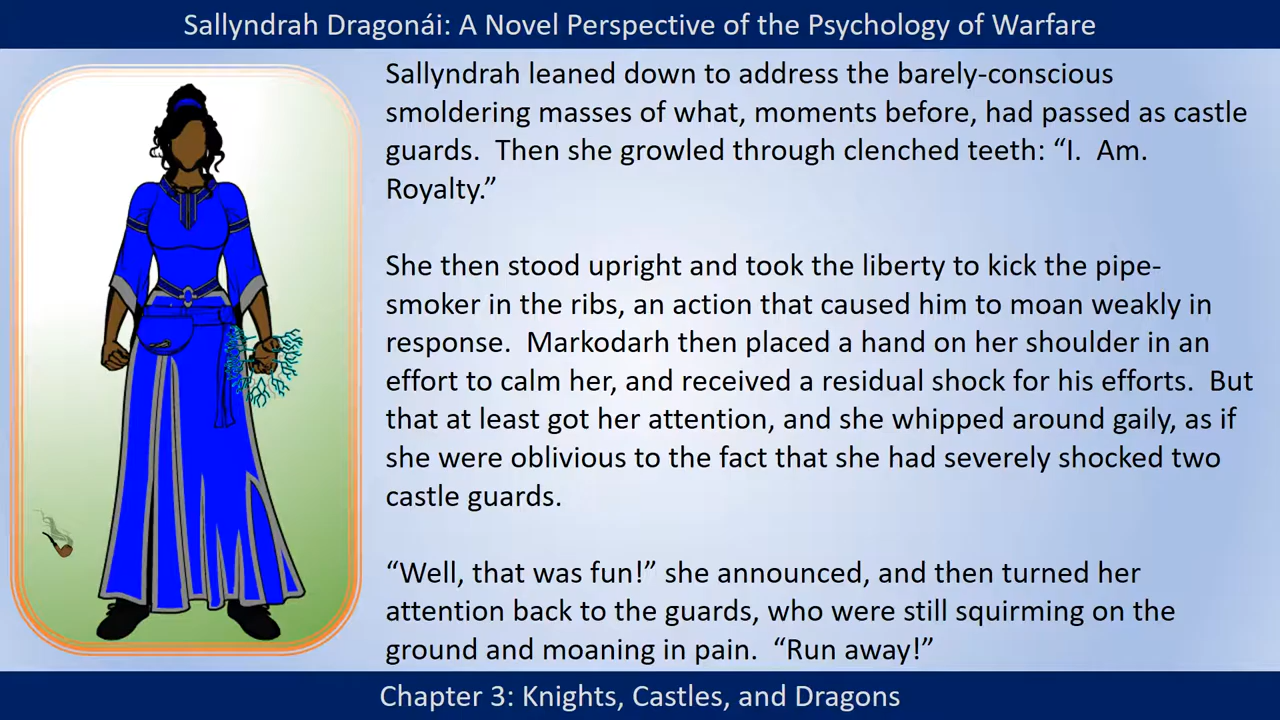 Sallyndrah Dragonái: A Novel Perspective of the Psychology of Warfare
Sallyndrah leaned down to address the barely-conscious
smoldering masses of what, moments before, had passed as castle
guards.  Then she growled through clenched teeth: “I.  Am.
Royalty.”
She then stood upright and took the liberty to kick the pipe-
smoker in the ribs, an action that caused him to moan weakly in
response.  Markodarh then placed a hand on her shoulder in an
effort to calm her, and received a residual shock for his efforts.  But
that at least got her attention, and she whipped around gaily, as if
she were oblivious to the fact that she had severely shocked two
castle guards.
“Well, that was fun!” she announced, and then turned her
attention back to the guards, who were still squirming on the
ground and moaning in pain.  “Run away!”
Chapter 3: Knights, Castles, and Dragons